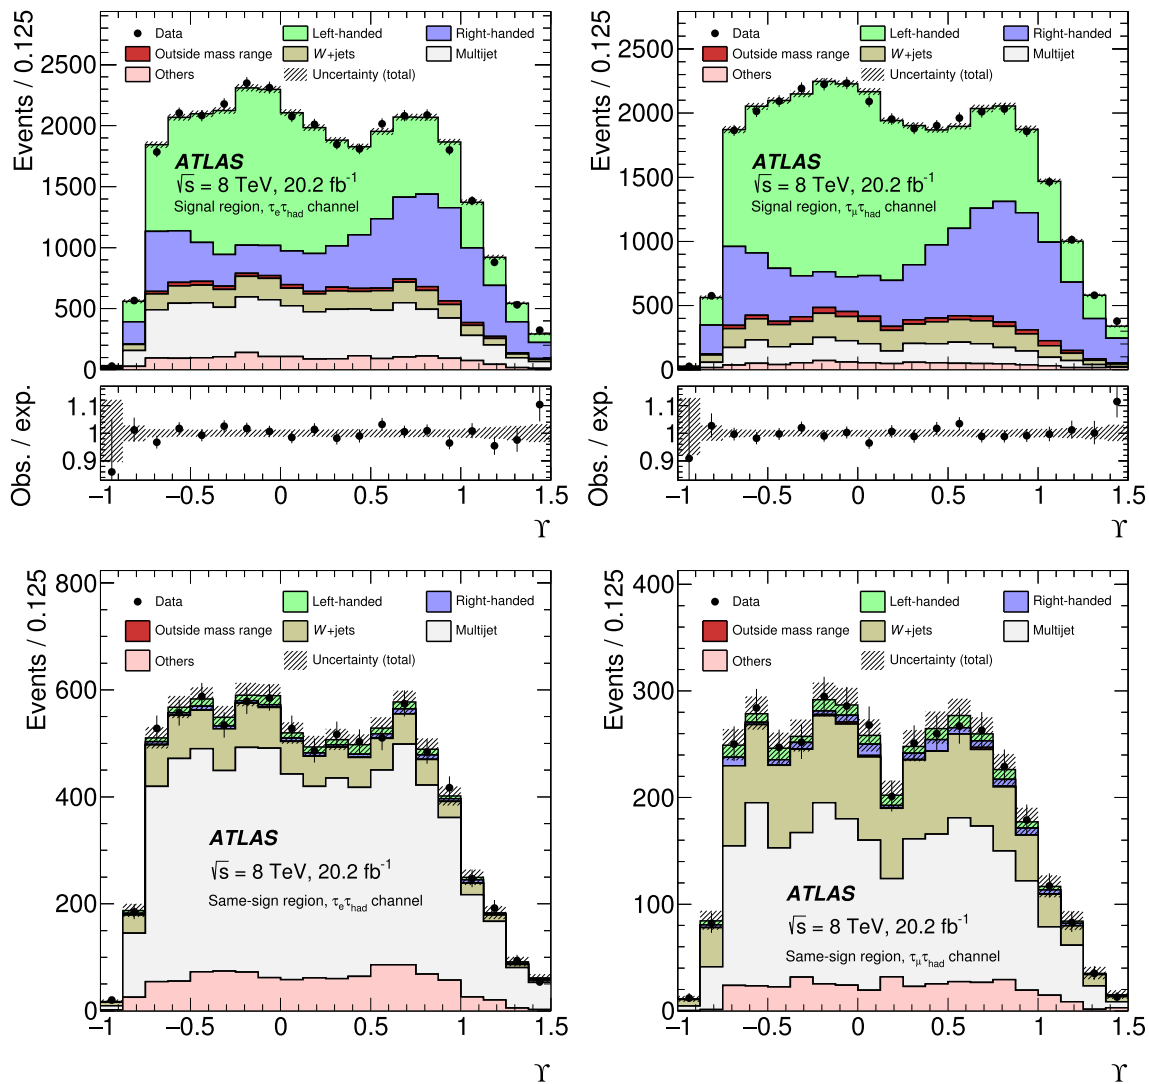 Events / 0.125
2500
2000
1500
1000
500
0
Data
Left-handed
Right-handed
Outside mass range
W+jets
Multijet
Others
Uncertainty (total)
ATLAS
√s = 8 TeV, 20.2 fb⁻¹
Signal region, τ_eτ_had channel
Obs. / exp.
1.1
1
0.9
−1
−0.5
0
0.5
1
1.5
ϒ
Events / 0.125
2500
2000
1500
1000
500
0
Data
Left-handed
Right-handed
Outside mass range
W+jets
Multijet
Others
Uncertainty (total)
ATLAS
√s = 8 TeV, 20.2 fb⁻¹
Signal region, τ_μτ_had channel
Obs. / exp.
1.1
1
0.9
−1
−0.5
0
0.5
1
1.5
ϒ
Events / 0.125
800
600
400
200
0
Data
Left-handed
Right-handed
Outside mass range
W+jets
Multijet
Others
Uncertainty (total)
ATLAS
√s = 8 TeV, 20.2 fb⁻¹
Same-sign region, τ_eτ_had channel
−1
−0.5
0
0.5
1
1.5
ϒ
Events / 0.125
400
300
200
100
0
Data
Left-handed
Right-handed
Outside mass range
W+jets
Multijet
Others
Uncertainty (total)
ATLAS
√s = 8 TeV, 20.2 fb⁻¹
Same-sign region, τ_μτ_had channel
−1
−0.5
0
0.5
1
1.5
ϒ